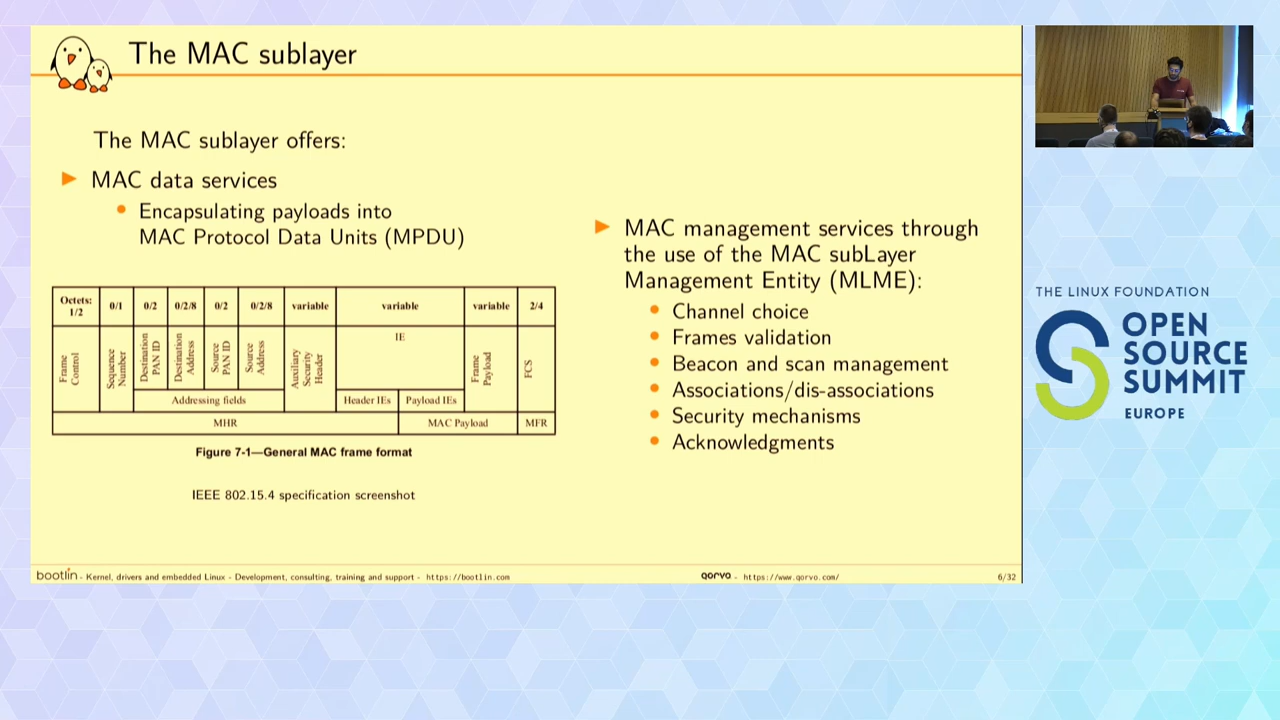 The MAC sublayer
The MAC sublayer offers:
MAC data services
Encapsulating payloads into
MAC Protocol Data Units (MPDU)
Octets:
1/2
0/1
0/2
0/2/8
0/2
0/2/8
variable
variable
variable
2/4
Frame
Control
Sequence
Number
Destination
PAN ID
Destination
Address
Source
PAN ID
Source
Address
Auxiliary
Security
Header
IE
Frame
Payload
FCS
Addressing fields
Header IEs
Payload IEs
MHR
MAC Payload
MFR
Figure 7-1—General MAC frame format
IEEE 802.15.4 specification screenshot
MAC management services through
the use of the MAC subLayer
Management Entity (MLME):
Channel choice
Frames validation
Beacon and scan management
Associations/dis-associations
Security mechanisms
Acknowledgments
bootlin - Kernel, drivers and embedded Linux - Development, consulting, training and support - https://bootlin.com
qorvo - https://www.qorvo.com/
6/32
THE LINUX FOUNDATION
OPEN
SOURCE
SUMMIT
EUROPE